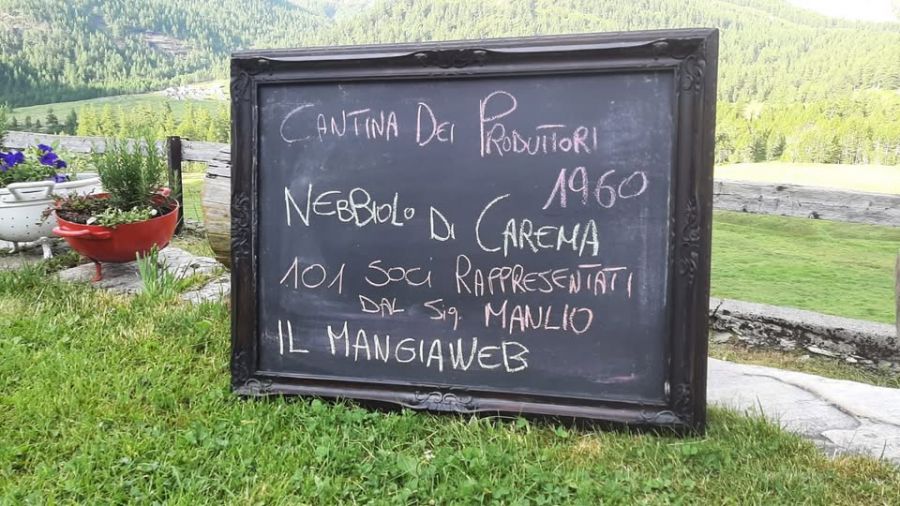 CANTINA DEI PRODUTTORI
1960
NEBBIOLO DI CAREMA
101 SOCI RAPPRESENTATI
DAL SIG. MANLIO
IL MANGIAWEB